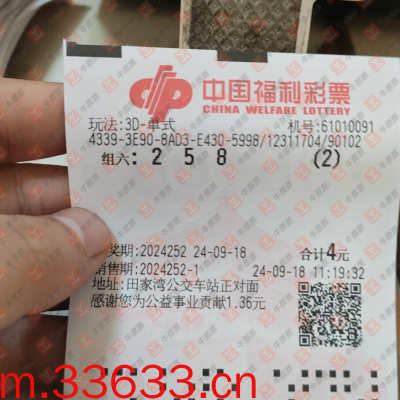 中国福利彩票
CHINA WELFARE LOTTERY
玩法:3D-单式 机号:61010091
4339-3E90-8AD3-E430-5998/12311704/90102
组六: 2 5 8 (2)
奖期:2024252 24-09-18 合计4元
销售期:2024252-1 24-09-18 11:19:32
地址:田家湾公交车站正对面
感谢您为公益事业贡献1.36元
m.33633.cn